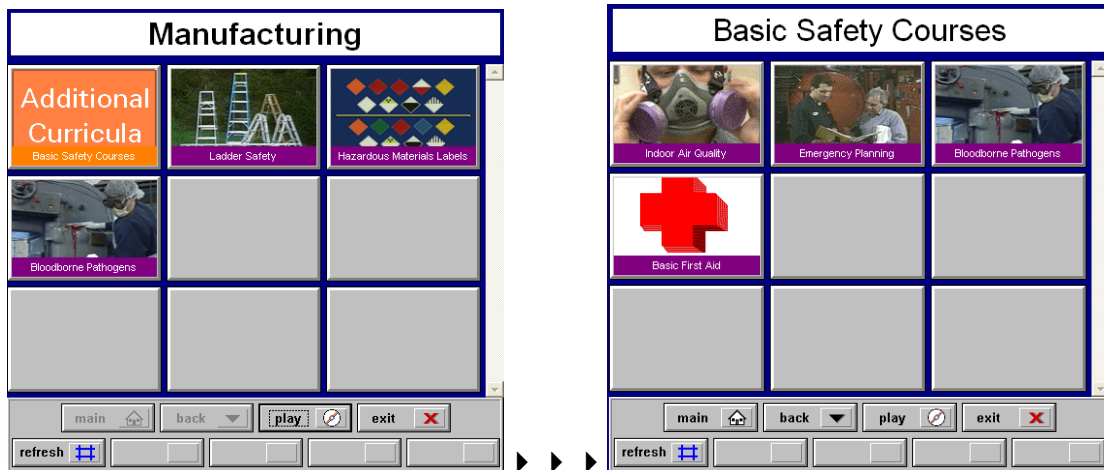 Manufacturing
Additional
Curricula
Basic Safety Courses
Ladder Safety
Hazardous Materials Labels
Bloodborne Pathogens
main
back
play
exit
refresh
Basic Safety Courses
Indoor Air Quality
Emergency Planning
Bloodborne Pathogens
Basic First Aid
main
back
play
exit
refresh